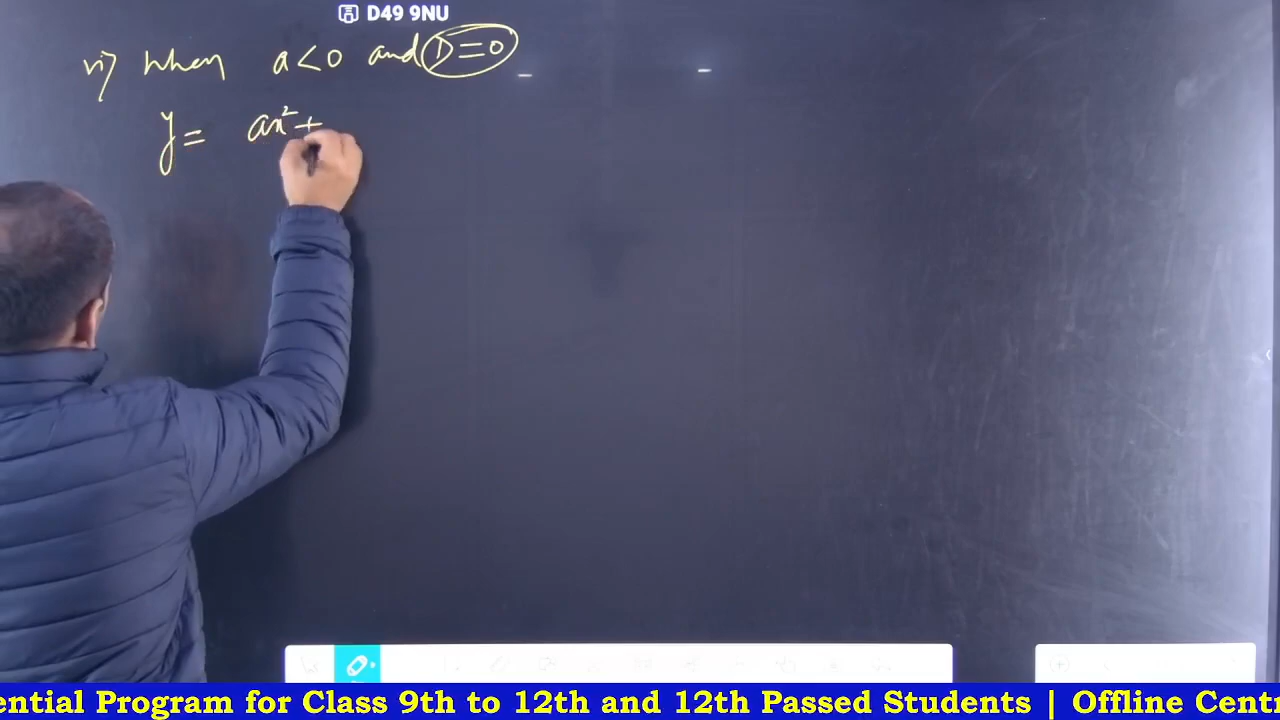 D49 9NU
vi) when a<0 and D=0
y= ax²+
ential Program for Class 9th to 12th and 12th Passed Students | Offline Cent